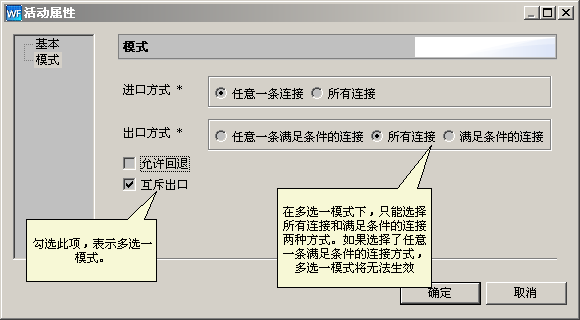 WF 活动属性
基本
模式
模式
进口方式 * 任意一条连接 所有连接
出口方式 * 任意一条满足条件的连接 所有连接 满足条件的连接
允许回退
互斥出口
勾选此项，表示多选一
模式。
在多选一模式下，只能选择
所有连接和满足条件的连接
两种方式。如果选择了任意
一条满足条件的连接方式，
多选一模式将无法生效
确定 取消